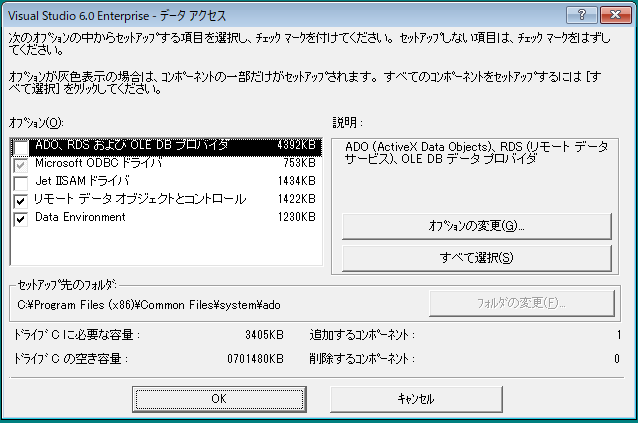 Visual Studio 6.0 Enterprise - データ アクセス
次のｵﾌﾟｼｮﾝの中からｾｯﾄｱｯﾌﾟする項目を選択し、ﾁｪｯｸ ﾏｰｸを付けてください。 ｾｯﾄｱｯﾌﾟしない項目は、ﾁｪｯｸ ﾏｰｸをはずし
てください。
ｵﾌﾟｼｮﾝが灰色表示の場合は、ｺﾝﾎﾟｰﾈﾝﾄの一部だけがｾｯﾄｱｯﾌﾟされます。 すべてのｺﾝﾎﾟｰﾈﾝﾄをｾｯﾄｱｯﾌﾟするには [す
べて選択] をｸﾘｯｸしてください。
ｵﾌﾟｼｮﾝ(O):
ADO、RDS および OLE DB プロバイダ 4392KB
Microsoft ODBC ドライバ 753KB
Jet IISAM ドライバ 1434KB
リモート データ オブジェクトとコントロール 1422KB
Data Environment 1230KB
説明：
ADO (ActiveX Data Objects)、RDS (リモート データ
サービス)、OLE DB データ プロバイダ
ｵﾌﾟｼｮﾝの変更(G)...
すべて選択(S)
ｾｯﾄｱｯﾌﾟ先のﾌｫﾙﾀﾞ:
C:¥Program Files (x86)¥Common Files¥system¥ado
ﾌｫﾙﾀﾞの変更(F)...
ﾄﾞﾗｲﾌﾞ C に必要な容量： 3405KB 追加するｺﾝﾎﾟｰﾈﾝﾄ： 1
ﾄﾞﾗｲﾌﾞ C の空き容量： 0701480KB 削除するｺﾝﾎﾟｰﾈﾝﾄ： 0
OK
ｷｬﾝｾﾙ